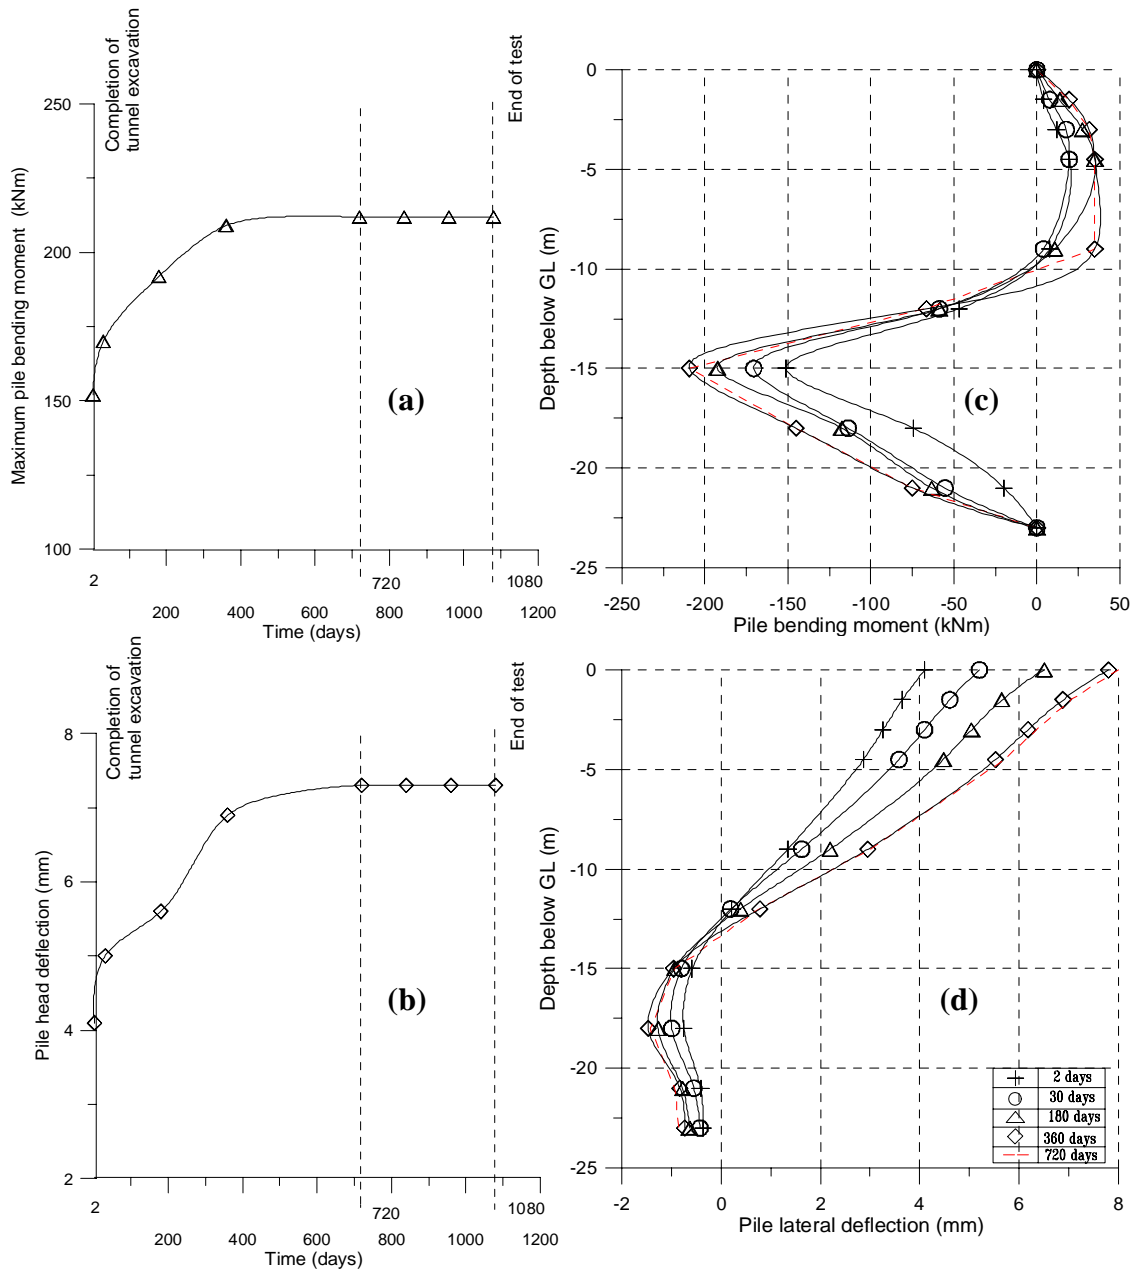 Completion of
tunnel excavation
End of test
Maximum pile bending moment (kNm)
250
200
150
100
(a)
2
720
1080
200
400
600
800
1000
1200
Time (days)
0
-5
-10
-15
-20
-25
Depth below GL (m)
(c)
-250
-200
-150
-100
-50
0
50
Pile bending moment (kNm)
Completion of
tunnel excavation
End of test
Pile head deflection (mm)
8
6
4
2
(b)
2
720
1080
200
400
600
800
1000
1200
Time (days)
0
-5
-10
-15
-20
-25
Depth below GL (m)
(d)
2 days
30 days
180 days
360 days
720 days
-2
0
2
4
6
8
Pile lateral deflection (mm)